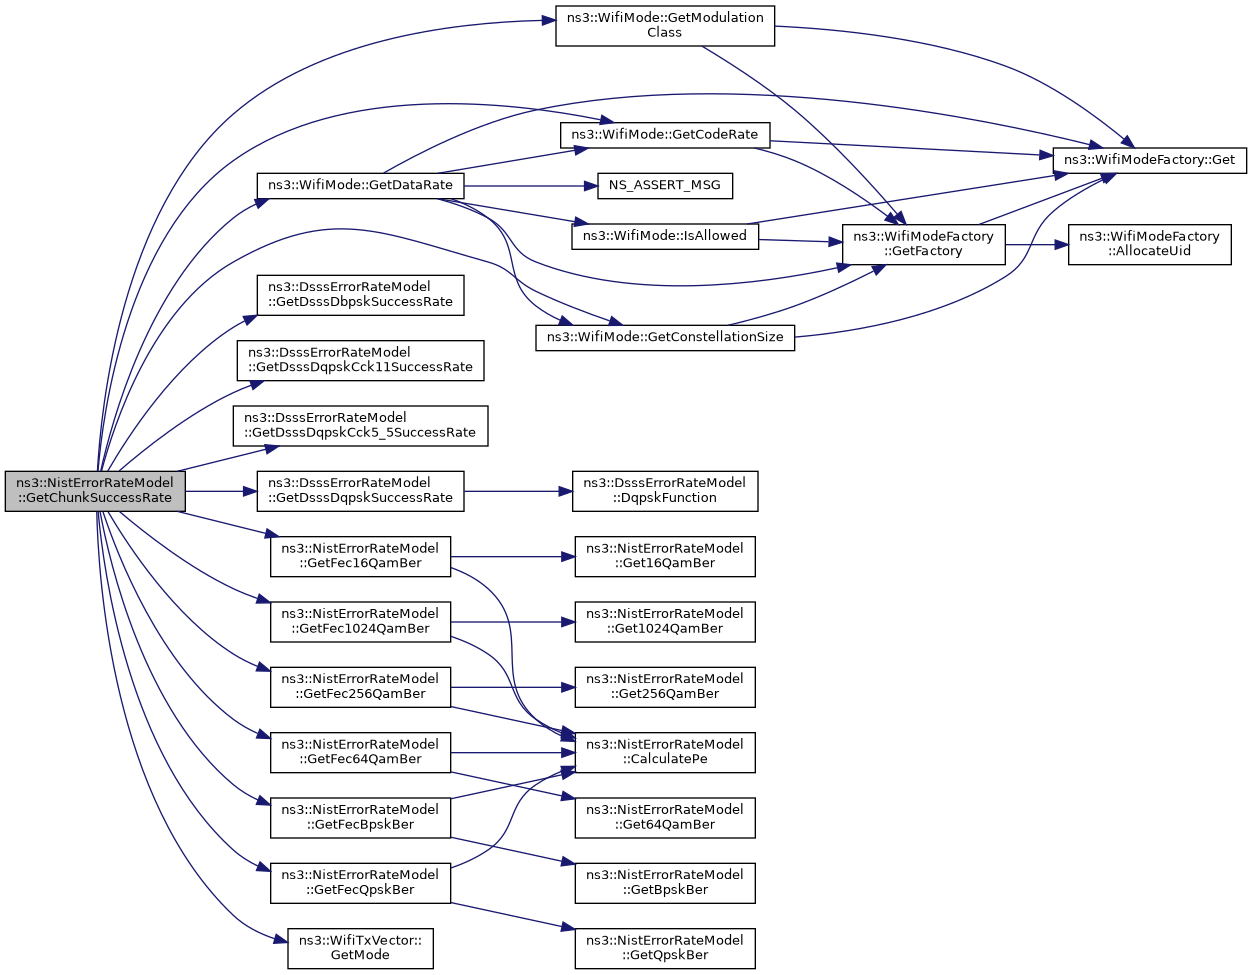 ns3::WifiMode::GetModulation
Class
ns3::WifiMode::GetCodeRate
ns3::WifiModeFactory::Get
ns3::WifiMode::GetDataRate
NS_ASSERT_MSG
ns3::WifiMode::IsAllowed
ns3::WifiModeFactory
::GetFactory
ns3::WifiModeFactory
::AllocateUid
ns3::DsssErrorRateModel
::GetDsssDbpskSuccessRate
ns3::WifiMode::GetConstellationSize
ns3::DsssErrorRateModel
::GetDsssDqpskCck11SuccessRate
ns3::DsssErrorRateModel
::GetDsssDqpskCck5_5SuccessRate
ns3::NistErrorRateModel
::GetChunkSuccessRate
ns3::DsssErrorRateModel
::GetDsssDqpskSuccessRate
ns3::DsssErrorRateModel
::DqpskFunction
ns3::NistErrorRateModel
::GetFec16QamBer
ns3::NistErrorRateModel
::Get16QamBer
ns3::NistErrorRateModel
::GetFec1024QamBer
ns3::NistErrorRateModel
::Get1024QamBer
ns3::NistErrorRateModel
::GetFec256QamBer
ns3::NistErrorRateModel
::Get256QamBer
ns3::NistErrorRateModel
::GetFec64QamBer
ns3::NistErrorRateModel
::CalculatePe
ns3::NistErrorRateModel
::GetFecBpskBer
ns3::NistErrorRateModel
::Get64QamBer
ns3::NistErrorRateModel
::GetFecQpskBer
ns3::NistErrorRateModel
::GetBpskBer
ns3::WifiTxVector::
GetMode
ns3::NistErrorRateModel
::GetQpskBer